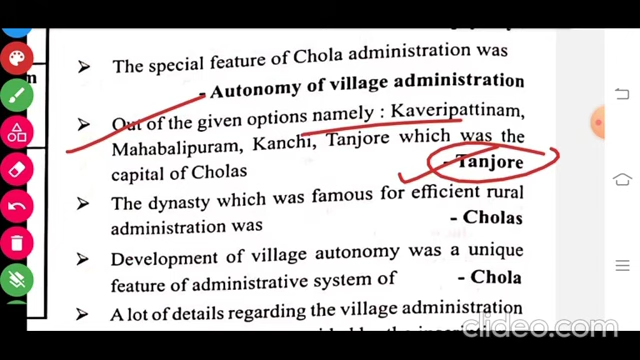 The special feature of Chola administration was
- Autonomy of village administration
Out of the given options namely : Kaveripattinam,
Mahabalipuram, Kanchi, Tanjore which was the
capital of Cholas - Tanjore
The dynasty which was famous for efficient rural
administration was - Cholas
Development of village autonomy was a unique
feature of administrative system of - Chola
A lot of details regarding the village administration
clideo.com